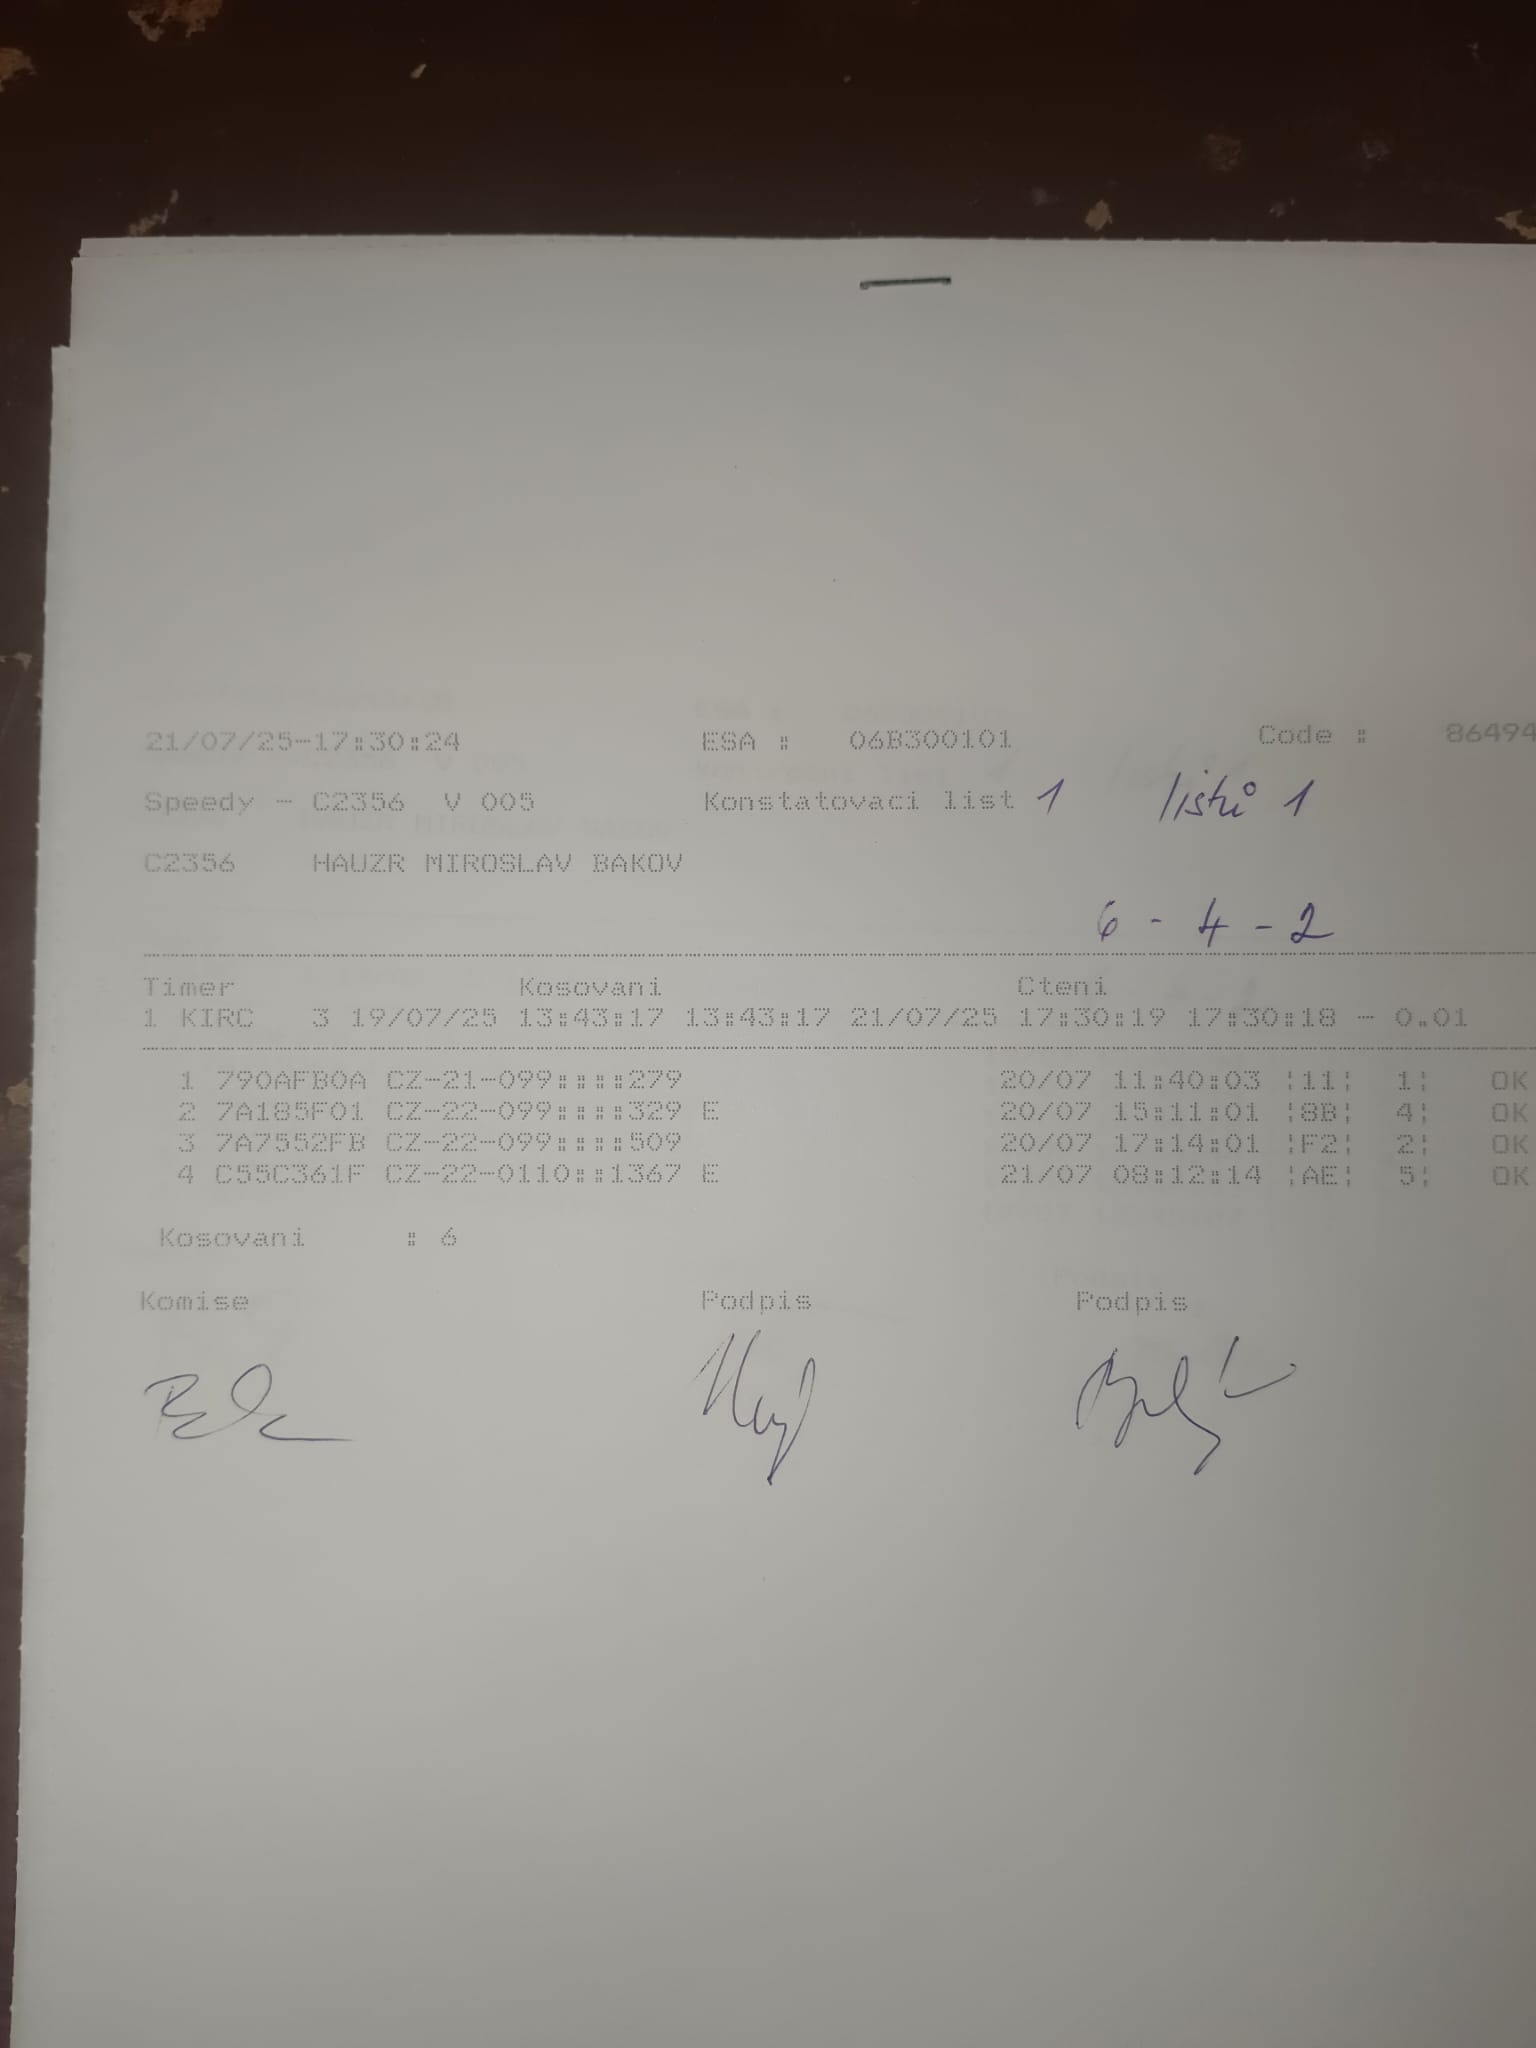 21/07/25-17:30:24 ESA : 06B300101 Code : 86494
Speedy - C2356 V 005 Konstatovaci list 1 listů 1
C2356 HAUZR MIROSLAV BAKOV
6 - 4 - 2
Timer Kosovani Cteni
1 KIRC 3 19/07/25 13:43:17 13:43:17 21/07/25 17:30:19 17:30:18 - 0.01
1 790AFB0A CZ-21-099::::279 20/07 11:40:03 ¦11¦ 1¦ OK
2 7A185F01 CZ-22-099::::329 E 20/07 15:11:01 ¦8B¦ 4¦ OK
3 7A7552FB CZ-22-099::::509 20/07 17:14:01 ¦F2¦ 2¦ OK
4 C55C361F CZ-22-0110::1367 E 21/07 08:12:14 ¦AE¦ 5¦ OK
Kosovani : 6
Komise Podpis Podpis